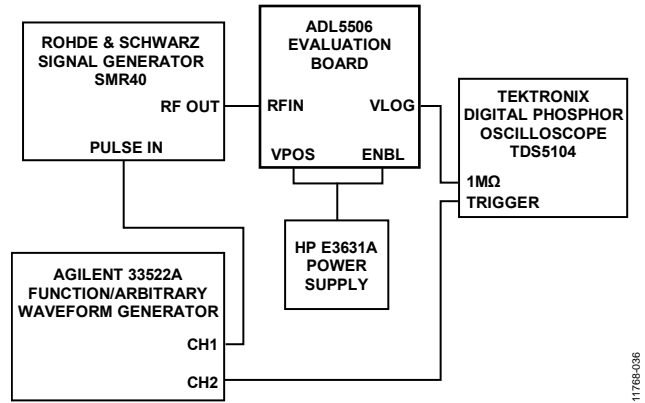 ROHDE & SCHWARZ
SIGNAL GENERATOR
SMR40
RF OUT
PULSE IN
ADL5506
EVALUATION
BOARD
RFIN
VLOG
VPOS
ENBL
TEKTRONIX
DIGITAL PHOSPHOR
OSCILLOSCOPE
TDS5104
1MΩ
TRIGGER
HP E3631A
POWER
SUPPLY
AGILENT 33522A
FUNCTION/ARBITRARY
WAVEFORM GENERATOR
CH1
CH2
11768-036